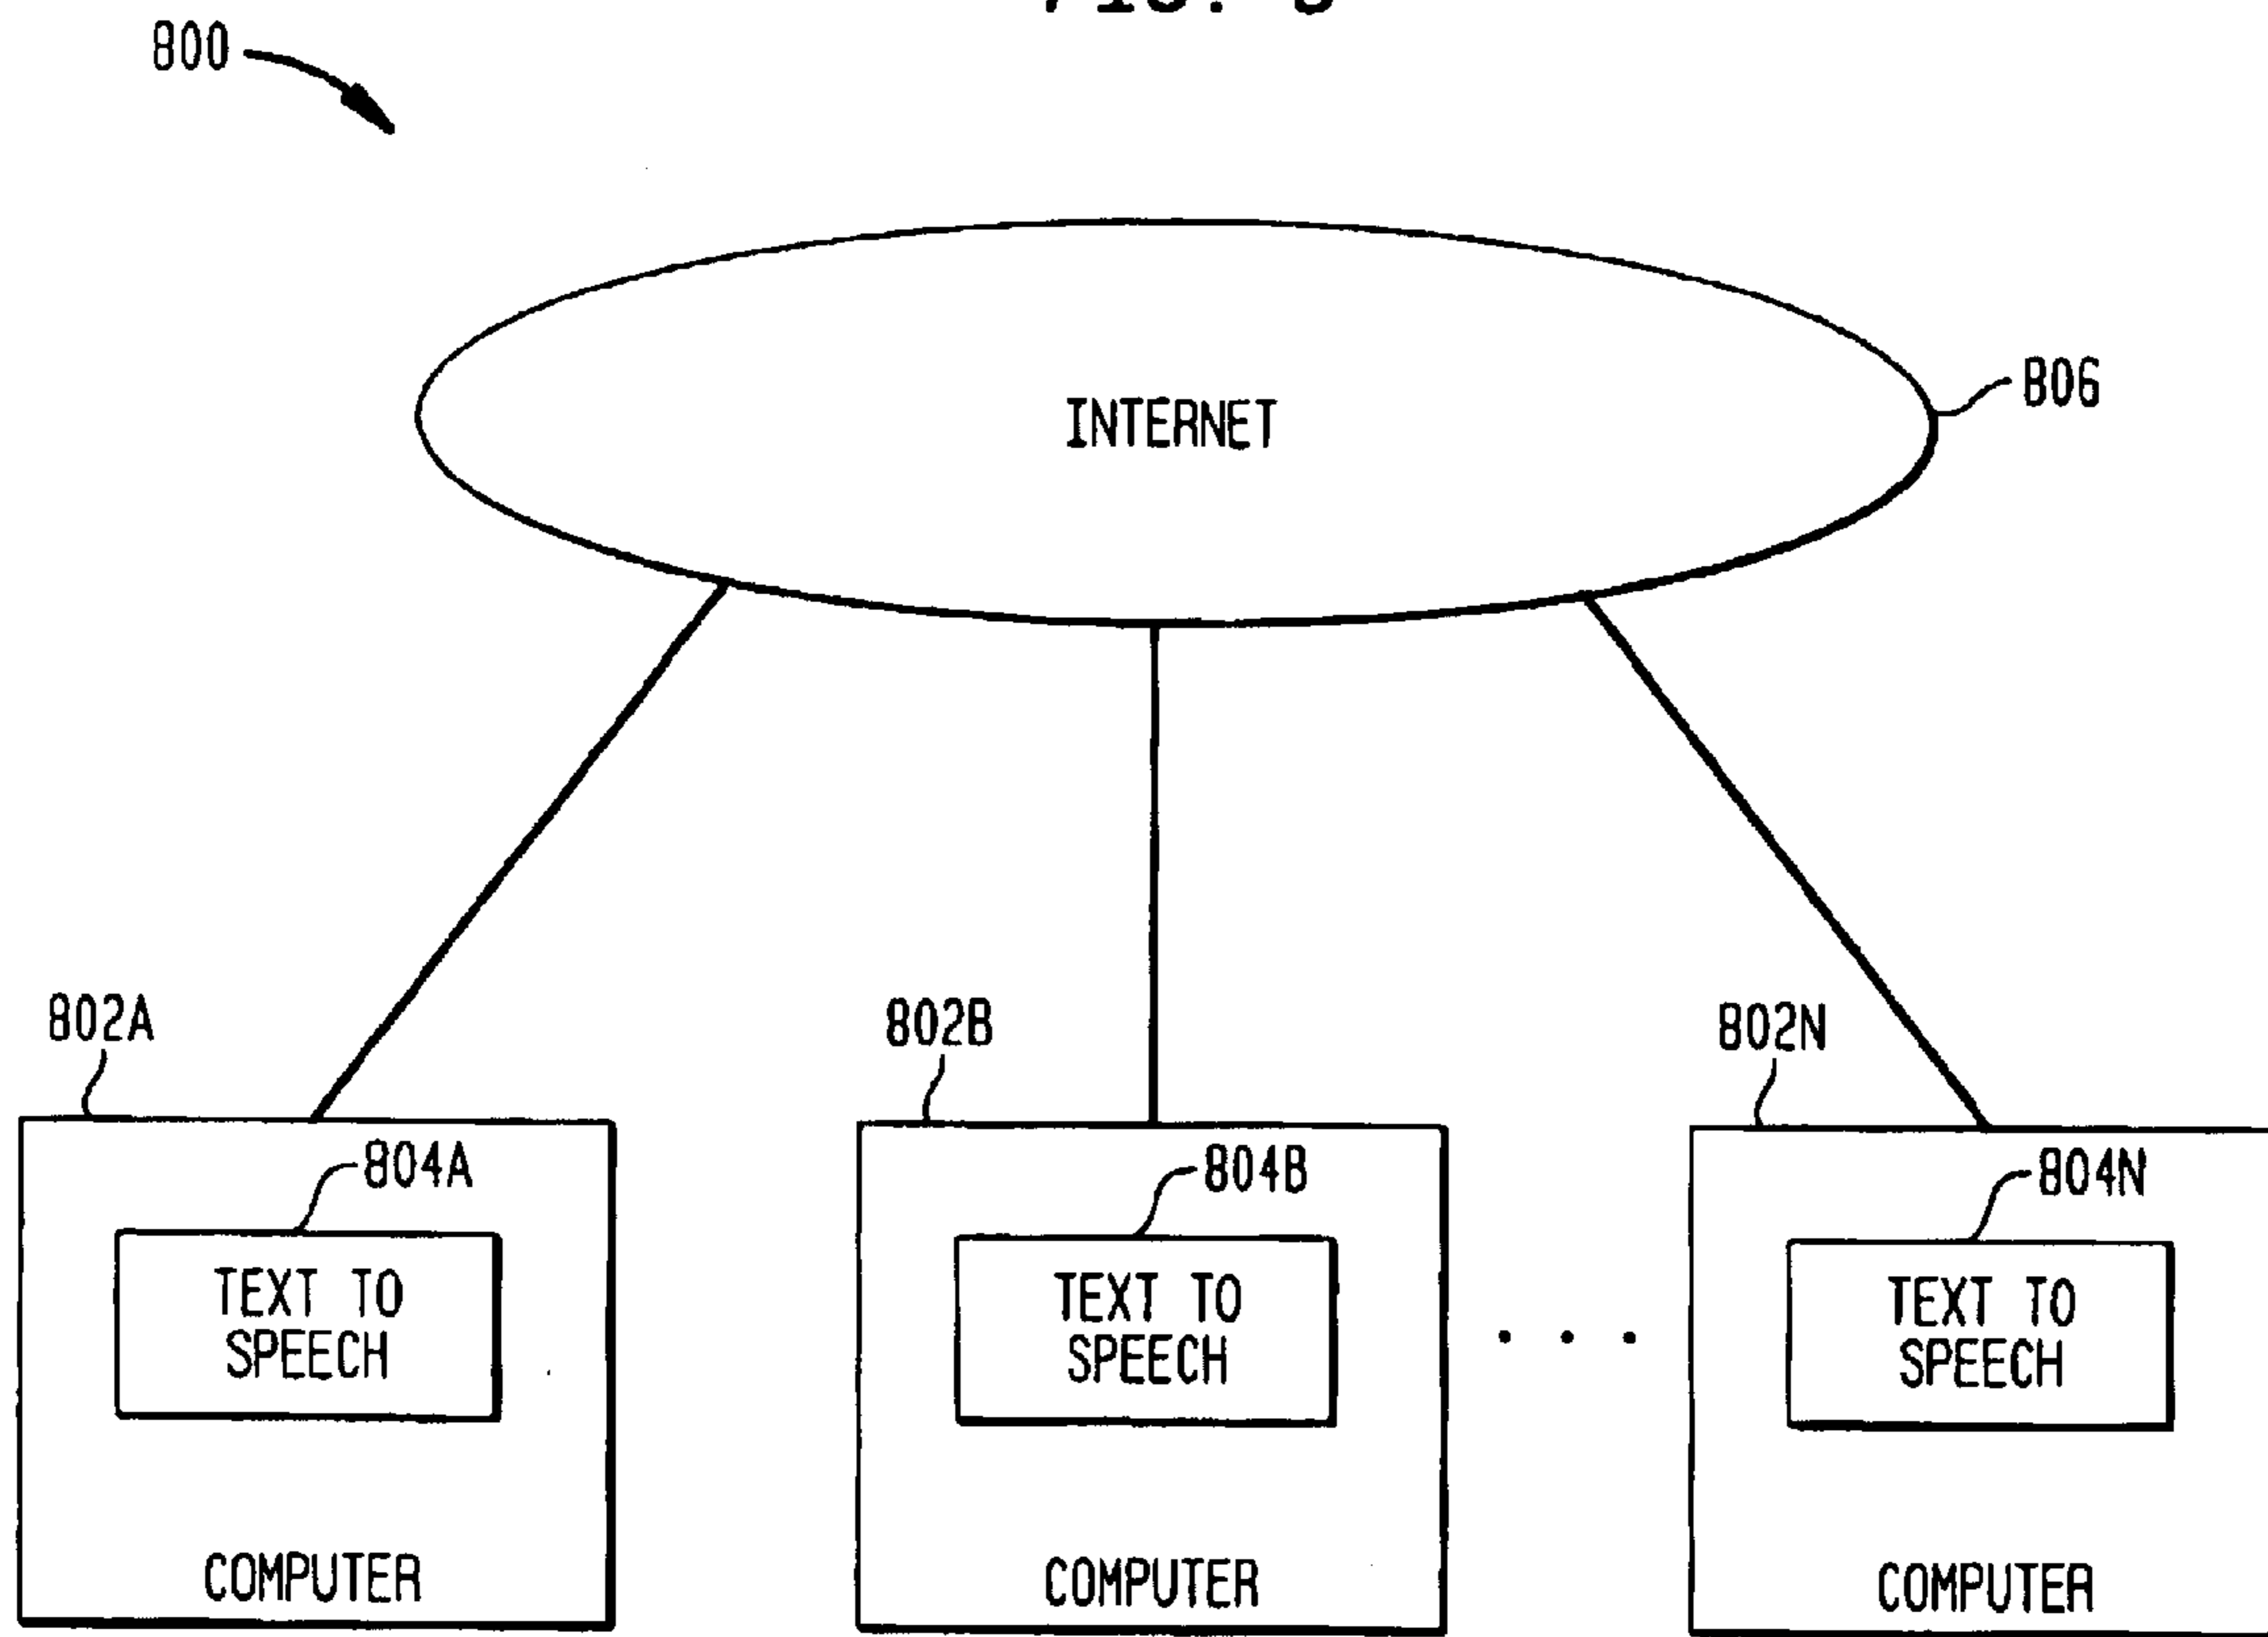 FIG.
800
INTERNET
806
802A
802B
802N
804A
804B
804N
TEXT TO
SPEECH
TEXT TO
SPEECH
TEXT TO
SPEECH
. . .
COMPUTER
COMPUTER
COMPUTER